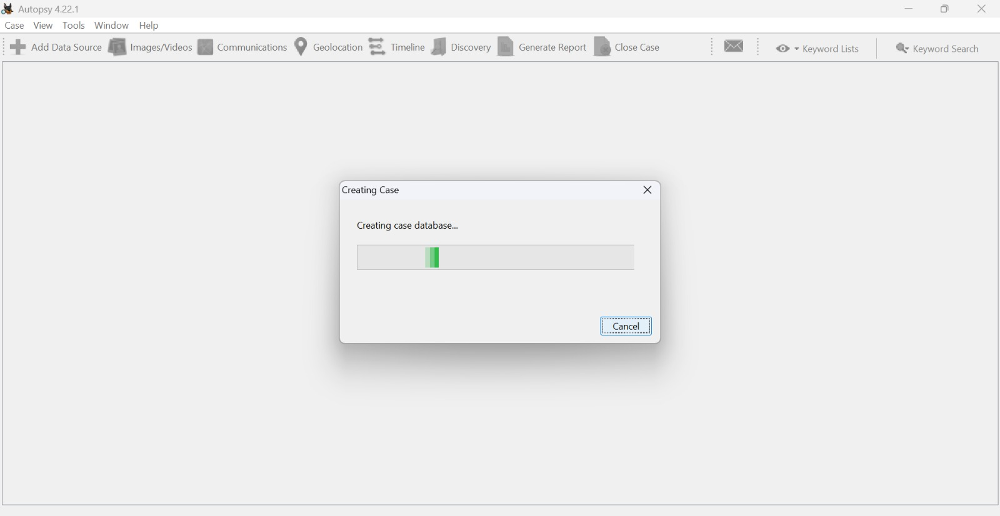 Autopsy 4.22.1
Case View Tools Window Help
Add Data Source Images/Videos Communications Geolocation Timeline Discovery Generate Report Close Case Keyword Lists Keyword Search
Creating Case
Creating case database...
Cancel